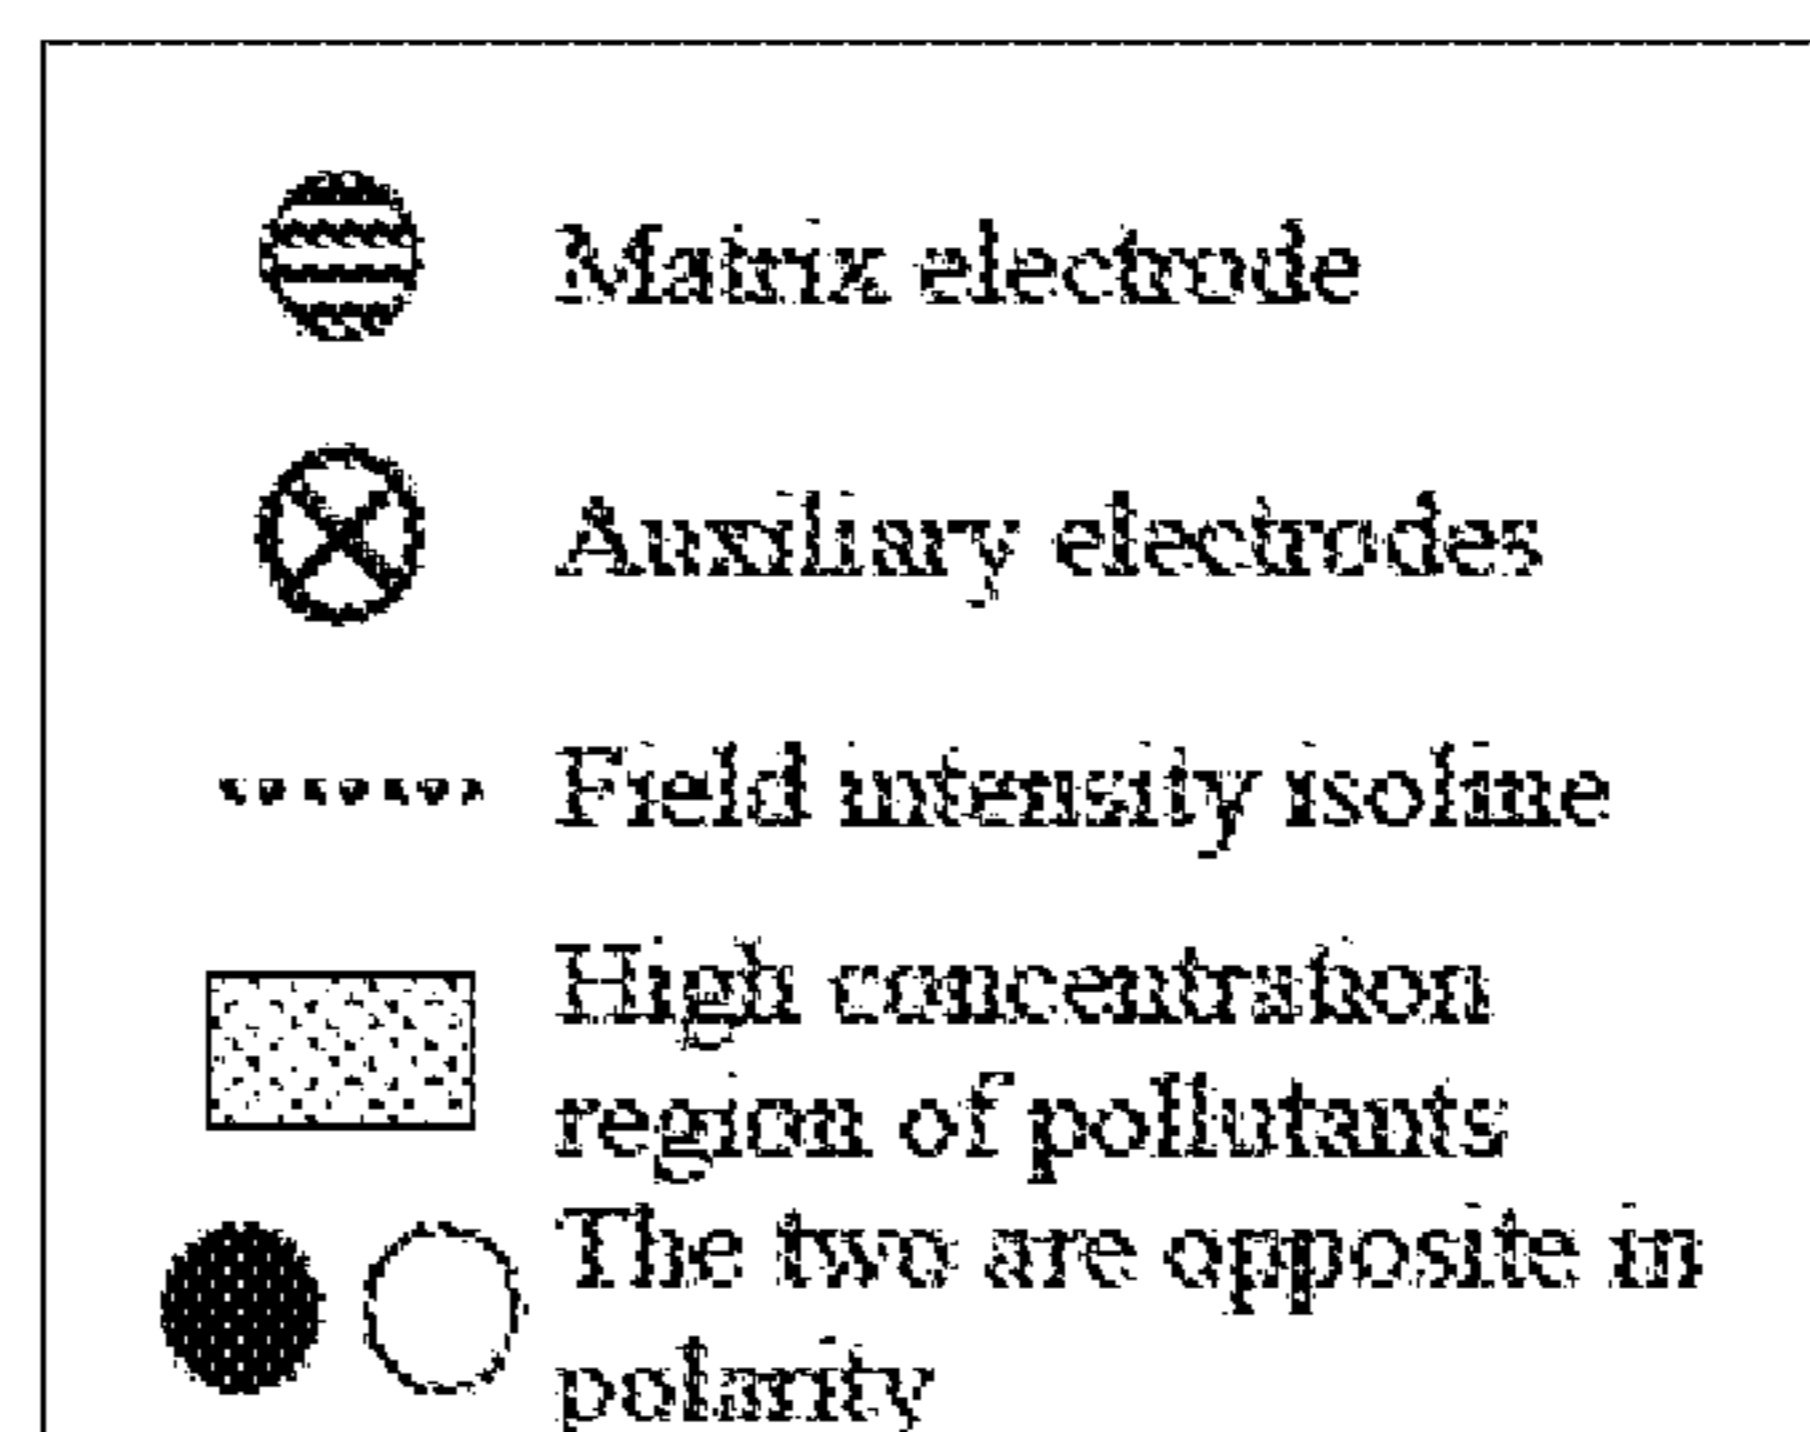 Matrix electrode
Auxiliary electrodes
Field intensity isoline
High concentration
region of pollutants
The two are opposite in
polarity